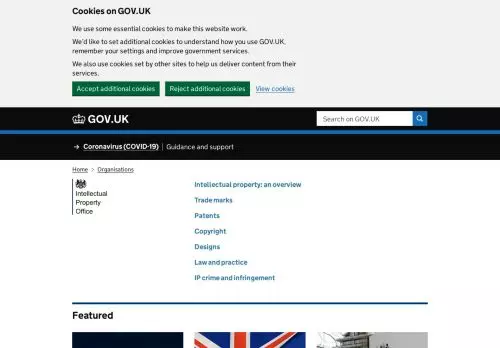 Cookies on GOV.UK
We use some essential cookies to make this website work.
We'd like to set additional cookies to understand how you use GOV.UK,
remember your settings and improve government services.
We also use cookies set by other sites to help us deliver content from their
services.
Accept additional cookies Reject additional cookies View cookies
GOV.UK Search on GOV.UK
→ Coronavirus (COVID-19) | Guidance and support
Home > Organisations
Intellectual
Property
Office
Intellectual property: an overview
Trade marks
Patents
Copyright
Designs
Law and practice
IP crime and infringement
Featured